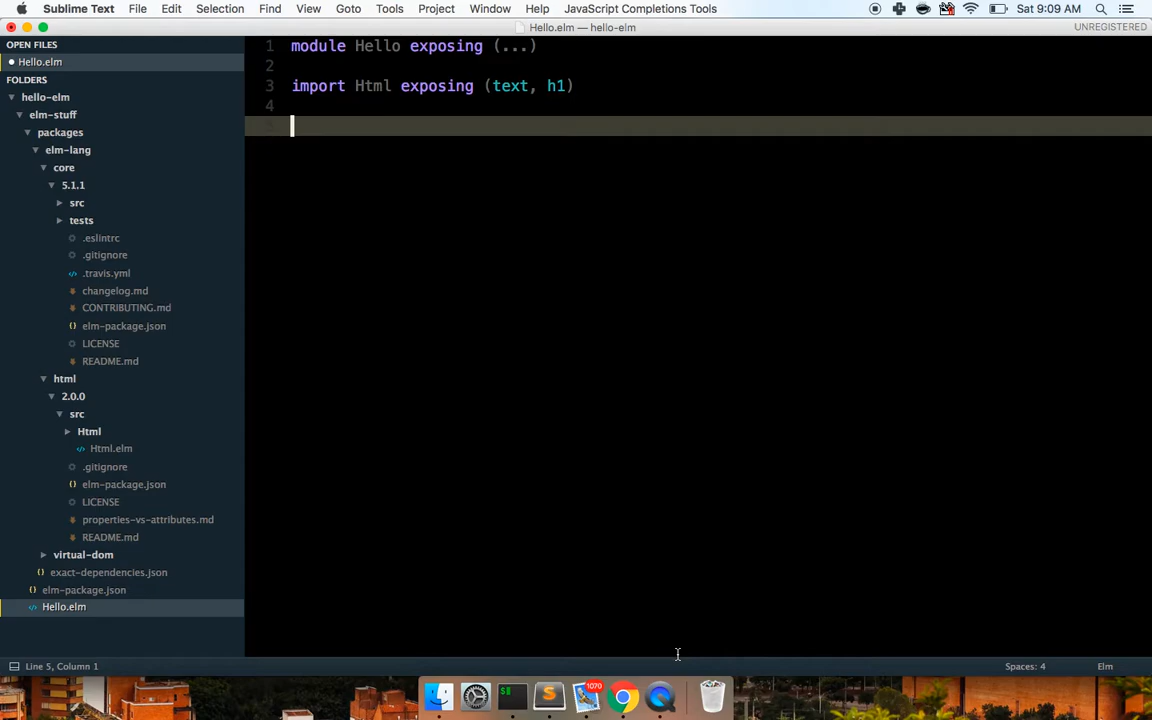 Sublime Text File Edit Selection Find View Goto Tools Project Window Help JavaScript Completions Tools Sat 9:09 AM
Hello.elm — hello-elm UNREGISTERED
OPEN FILES
Hello.elm
FOLDERS
hello-elm
elm-stuff
packages
elm-lang
core
5.1.1
src
tests
.eslintrc
.gitignore
.travis.yml
changelog.md
CONTRIBUTING.md
elm-package.json
LICENSE
README.md
html
2.0.0
src
Html
Html.elm
.gitignore
elm-package.json
LICENSE
properties-vs-attributes.md
README.md
virtual-dom
exact-dependencies.json
elm-package.json
Hello.elm
1 module Hello exposing (...)
2
3 import Html exposing (text, h1)
4
5
Line 5, Column 1 Spaces: 4 Elm
1070